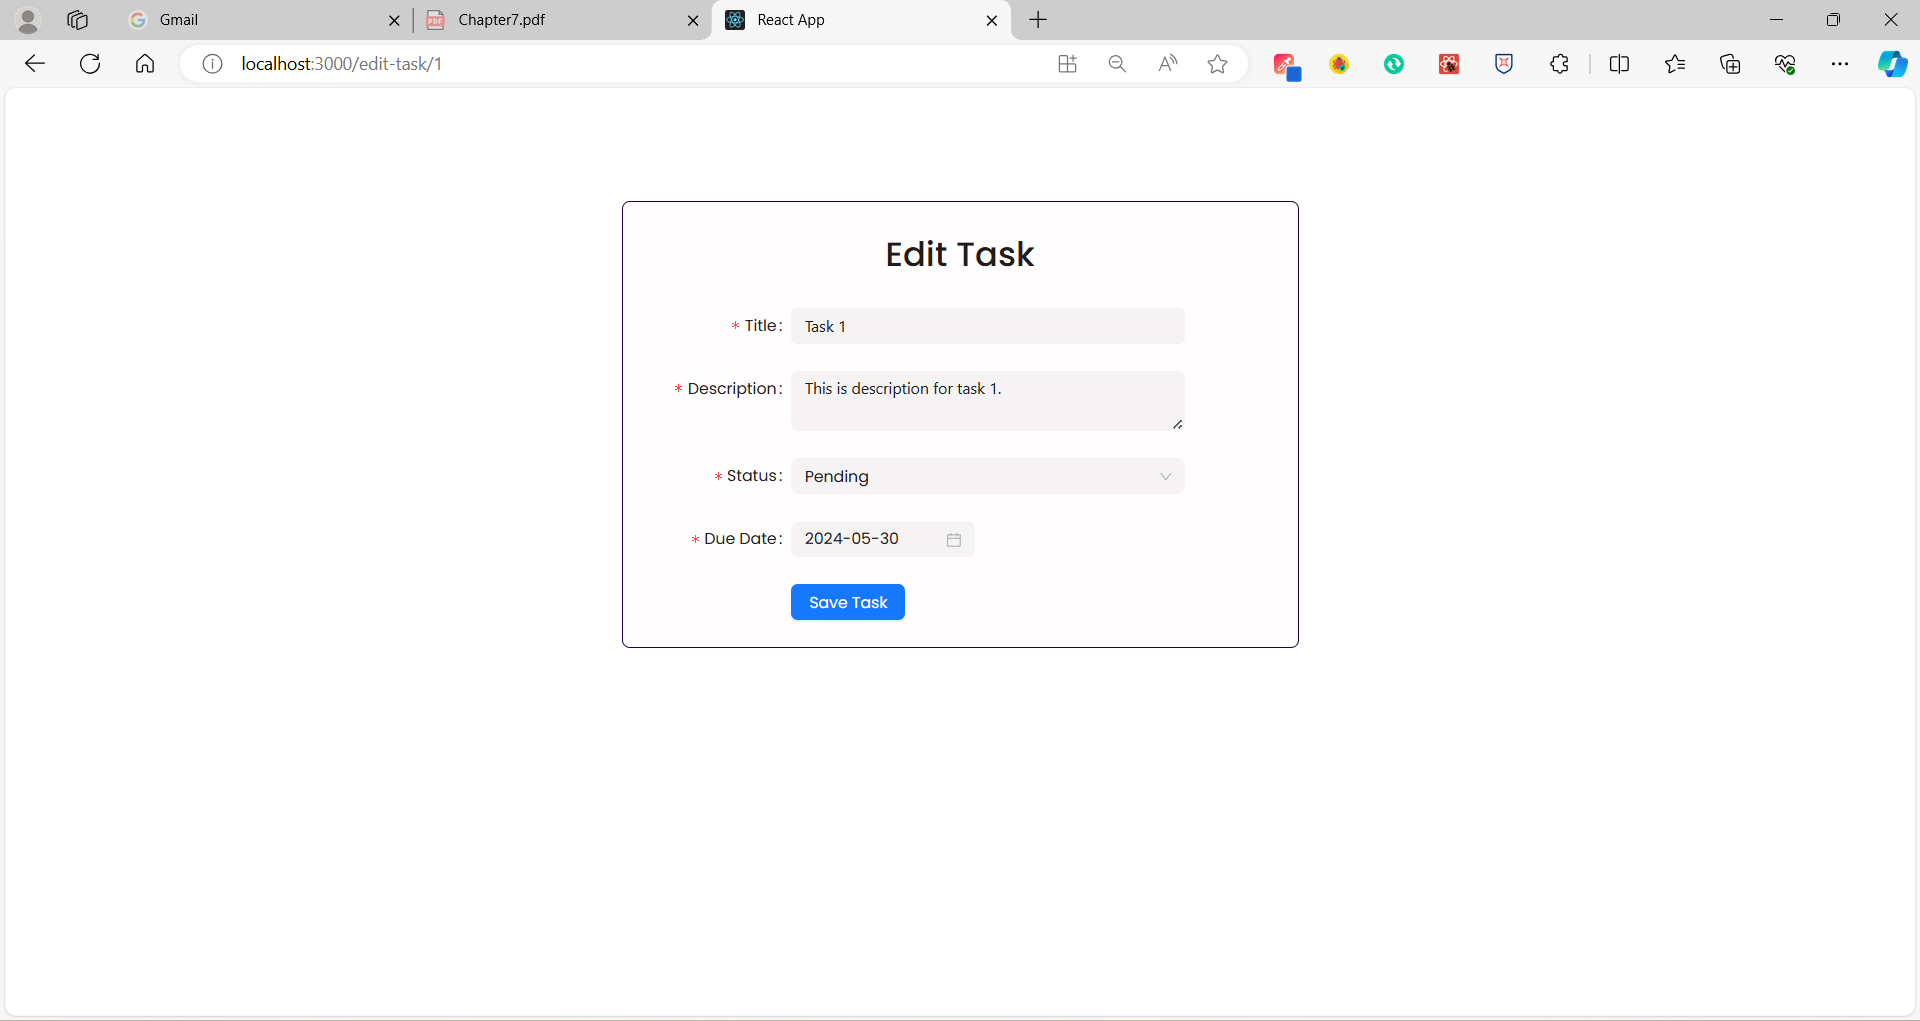 Gmail
Chapter7.pdf
React App
localhost:3000/edit-task/1
Edit Task
* Title: Task 1
* Description: This is description for task 1.
* Status: Pending
* Due Date: 2024-05-30
Save Task